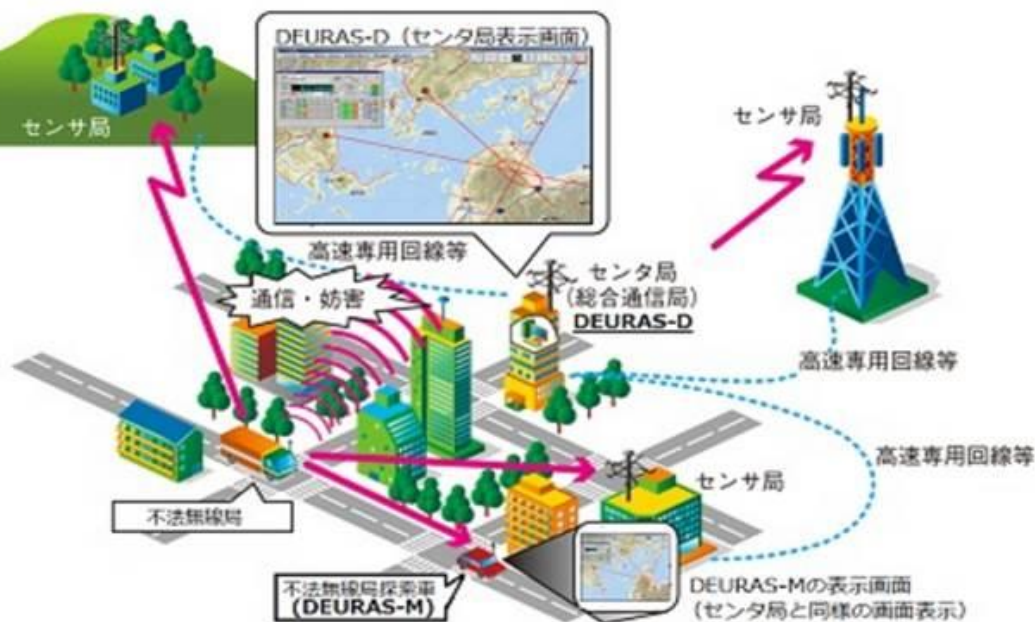 DEURAS-D（センタ局表示画面）
センサ局
センサ局
高速専用回線等
通信・妨害
センタ局
（総合通信局）
DEURAS-D
高速専用回線等
高速専用回線等
センサ局
不法無線局
不法無線局探索車
(DEURAS-M)
DEURAS-Mの表示画面
（センタ局と同様の画面表示）